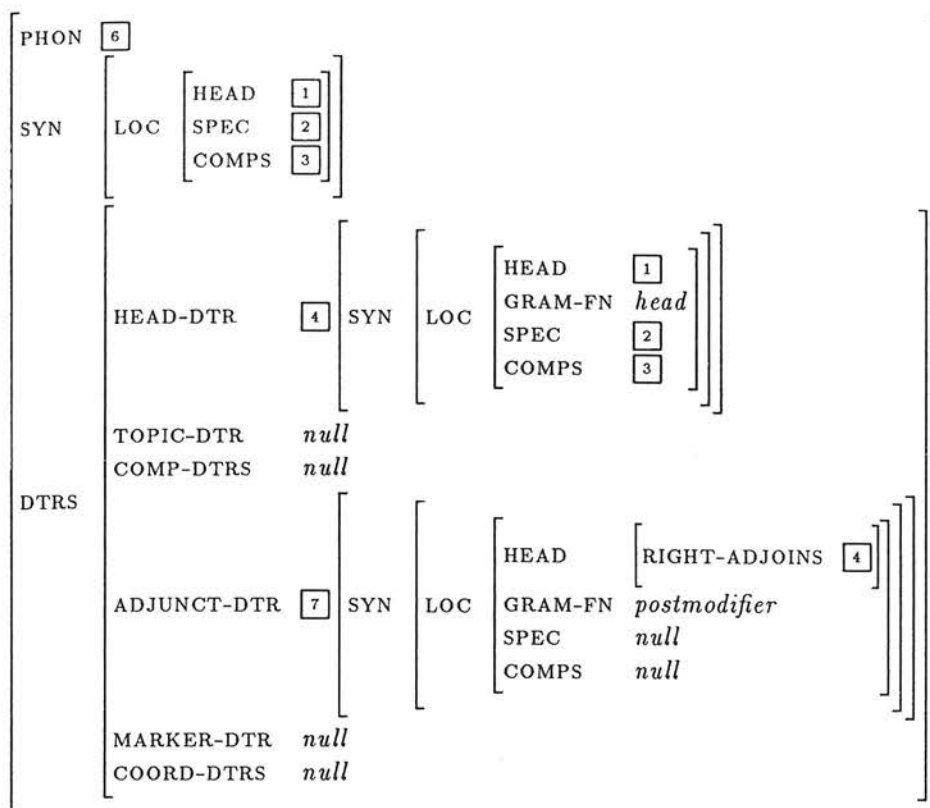 PHON 6
HEAD 1
SYN LOC SPEC 2
COMPS 3
HEAD 1
GRAM-FN head
HEAD-DTR 4 SYN LOC SPEC 2
COMPS 3
TOPIC-DTR null
COMP-DTRS null
DTRS
HEAD RIGHT-ADJOINS 4
ADJUNCT-DTR 7 SYN LOC GRAM-FN postmodifier
SPEC null
COMPS null
MARKER-DTR null
COORD-DTRS null